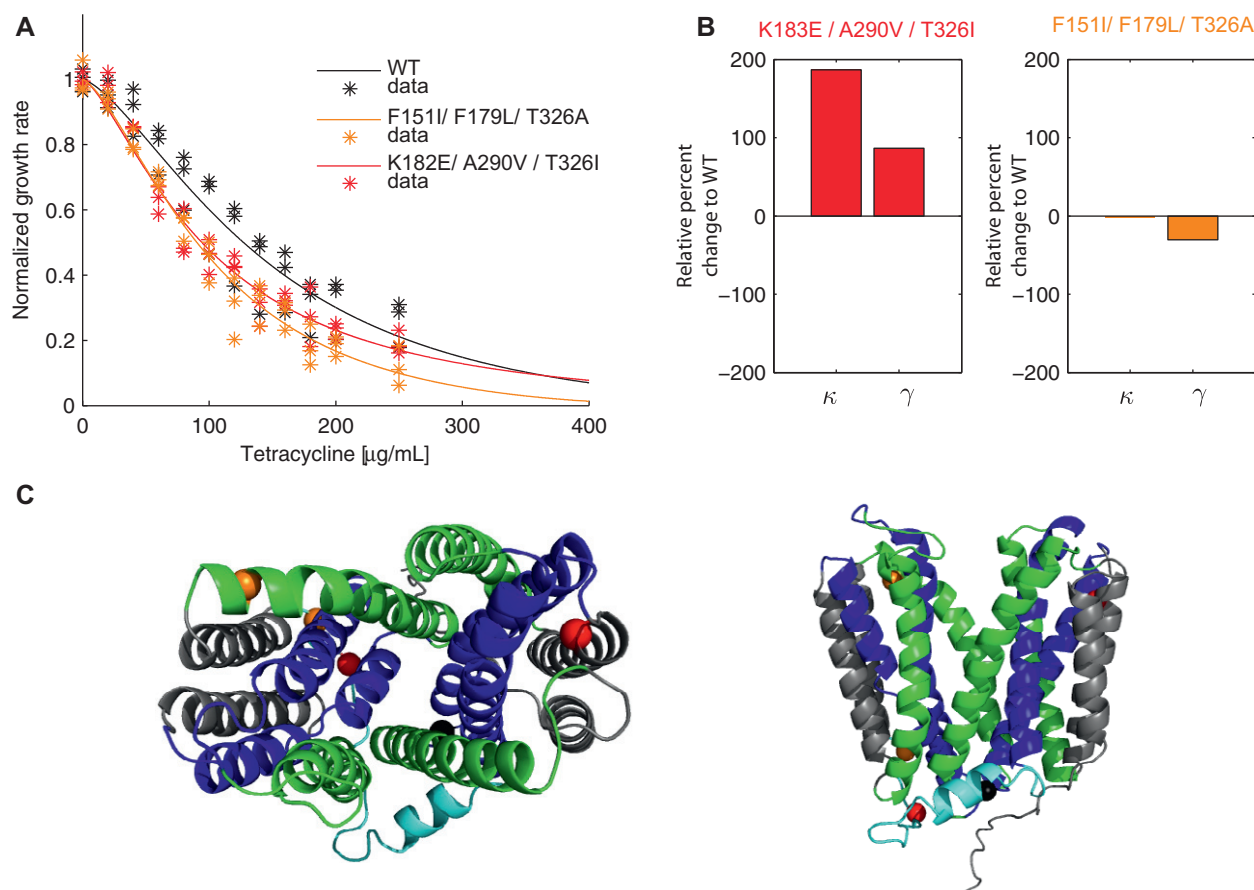 A
Normalized growth rate
1
0.8
0.6
0.4
0.2
0
0
100
200
300
400
Tetracycline [µg/mL]
WT
data
F151I/ F179L/ T326A
data
K182E/ A290V / T326I
data
B
K183E / A290V / T326I
Relative percent
change to WT
200
100
0
−100
−200
κ
γ
F151I/ F179L/ T326A
Relative percent
change to WT
200
100
0
−100
−200
κ
γ
C